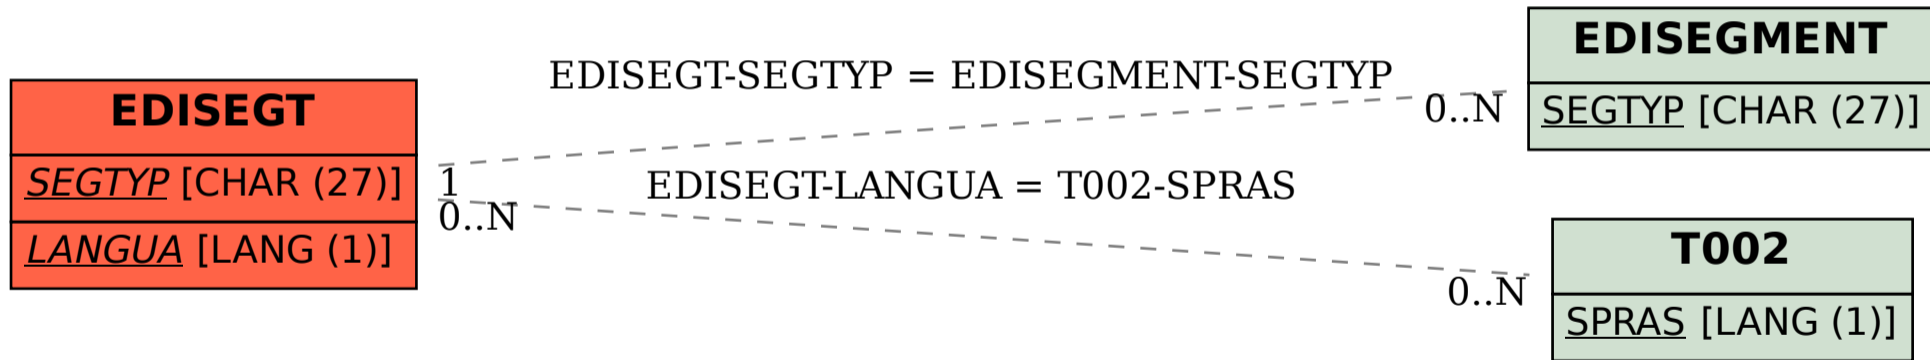 EDISEGT
SEGTYP [CHAR (27)]
LANGUA [LANG (1)]
EDISEGT-SEGTYP = EDISEGMENT-SEGTYP
1
0..N
EDISEGT-LANGUA = T002-SPRAS
0..N
0..N
EDISEGMENT
SEGTYP [CHAR (27)]
T002
SPRAS [LANG (1)]